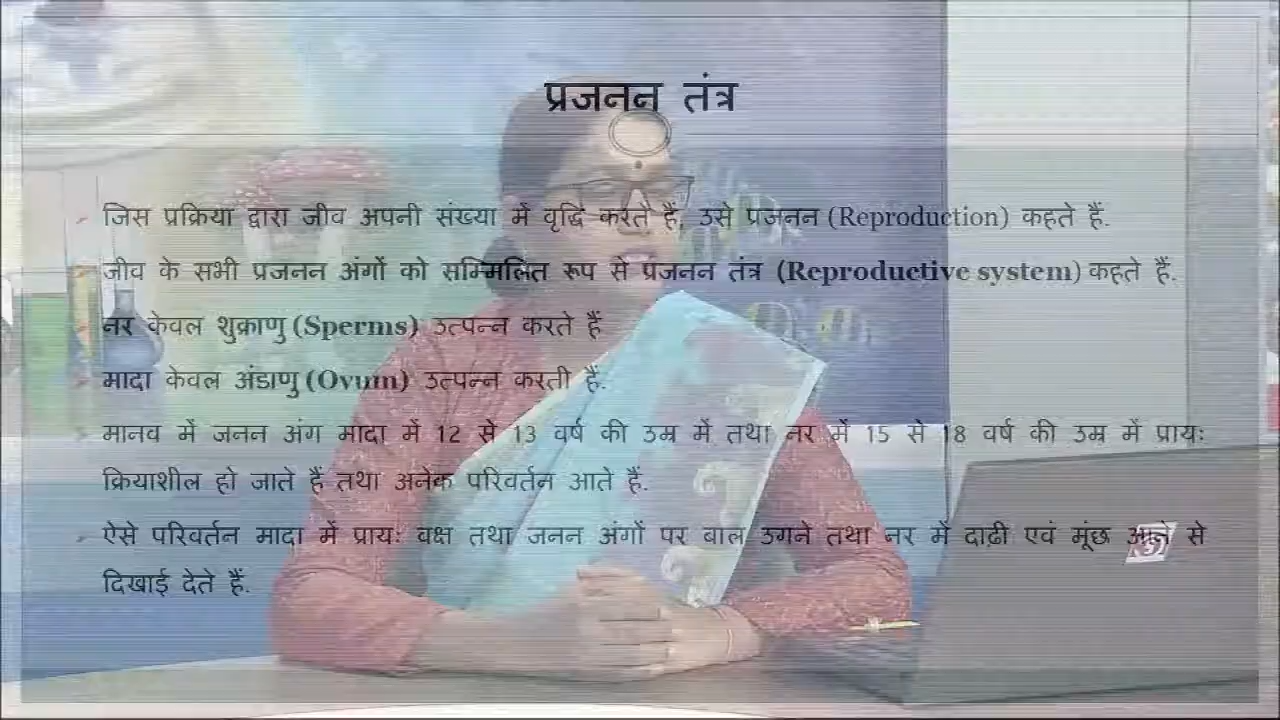 प्रजनन तंत्र
जिस प्रक्रिया द्वारा जीव अपनी संख्या में वृद्धि करते हैं, उसे प्रजनन (Reproduction) कहते हैं.
जीव के सभी प्रजनन अंगों को सम्मिलित रूप से प्रजनन तंत्र (Reproductive system) कहते हैं.
नर केवल शुक्राणु (Sperms) उत्पन्न करते हैं
मादा केवल अंडाणु (Ovum) उत्पन्न करती हैं.
मानव में जनन अंग मादा में 12 से 13 वर्ष की उम्र में तथा नर में 15 से 18 वर्ष की उम्र में प्रायः
क्रियाशील हो जाते हैं तथा अनेक परिवर्तन आते हैं.
ऐसे परिवर्तन मादा में प्रायः वक्ष तथा जनन अंगों पर बाल उगने तथा नर में दाढ़ी एवं मूंछ आने से
दिखाई देते हैं.